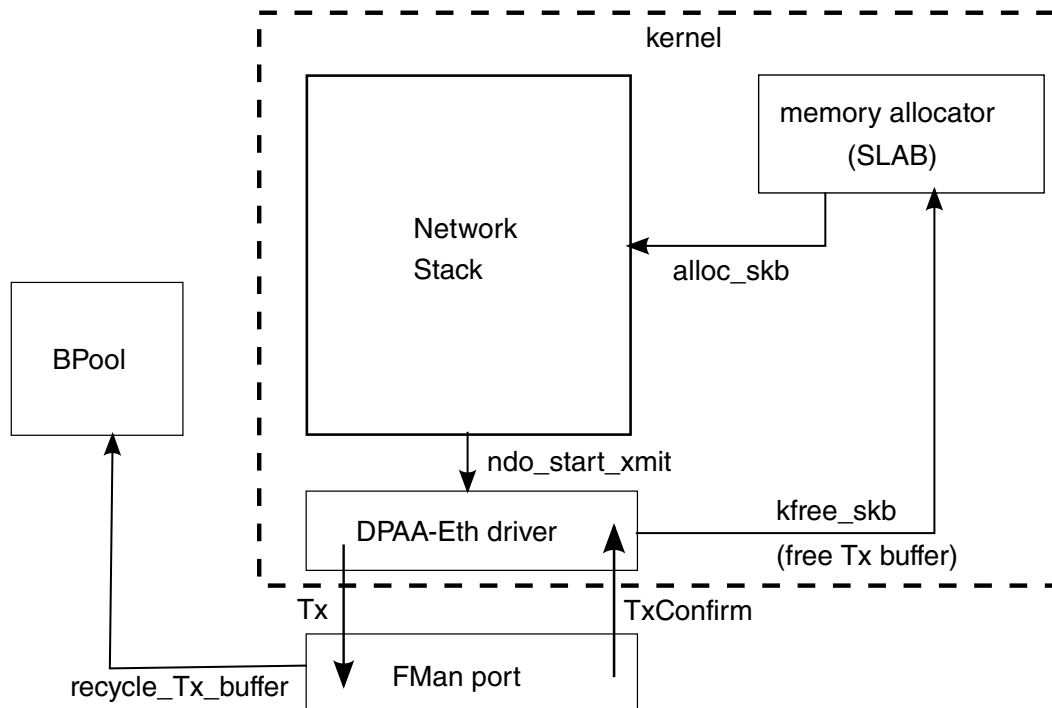 kernel
memory allocator
(SLAB)
Network
Stack
alloc_skb
BPool
ndo_start_xmit
DPAA-Eth driver
kfree_skb
(free Tx buffer)
Tx
TxConfirm
FMan port
recycle_Tx_buffer